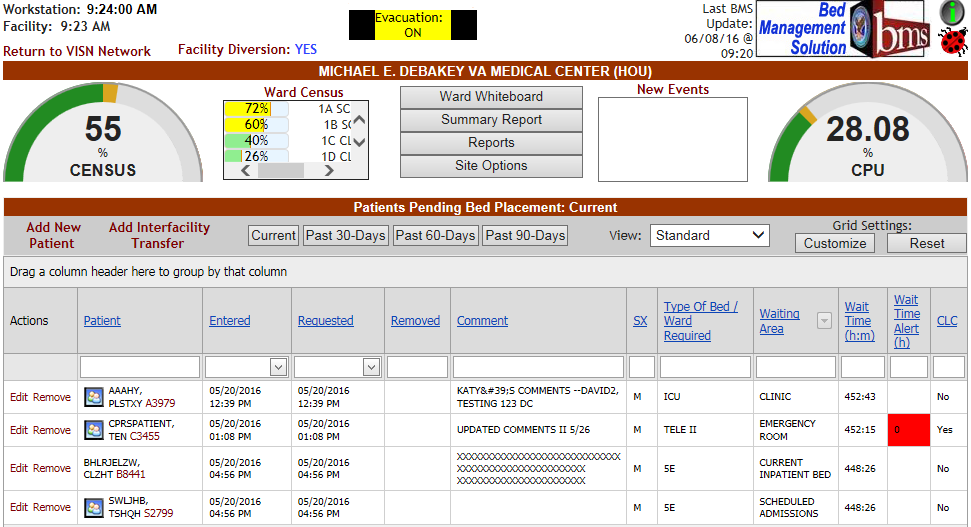 Workstation: 9:24:00 AM
Facility: 9:23 AM
Return to VISN Network
Facility Diversion: YES
Evacuation:
ON
Last BMS
Update:
06/08/16 @
09:20
Bed
Management
Solution
bms
MICHAEL E. DEBAKEY VA MEDICAL CENTER (HOU)
55
%
CENSUS
Ward Census
72% 1A SC
60% 1B SC
40% 1C CL
26% 1D CL
Ward Whiteboard
Summary Report
Reports
Site Options
New Events
28.08
%
CPU
Patients Pending Bed Placement: Current
Add New
Patient
Add Interfacility
Transfer
Current Past 30-Days Past 60-Days Past 90-Days
View: Standard
Grid Settings:
Customize Reset
Drag a column header here to group by that column
Actions
Patient
Entered
Requested
Removed
Comment
SX
Type Of Bed /
Ward
Required
Waiting
Area
Wait
Time
(h:m)
Wait
Time
Alert
(h)
CLC
Edit Remove
AAAHY,
PLSTXY A3979
05/20/2016
12:39 PM
05/20/2016
12:39 PM
KATY&#39;S COMMENTS --DAVID2,
TESTING 123 DC
M
ICU
CLINIC
452:43
No
Edit Remove
CPRSPATIENT,
TEN C3455
05/20/2016
01:08 PM
05/20/2016
01:08 PM
UPDATED COMMENTS II 5/26
M
TELE II
EMERGENCY
ROOM
452:15
0
Yes
Edit Remove
BHLRJELZW,
CLZHT B8441
05/20/2016
04:56 PM
05/20/2016
04:56 PM
XXXXXXXXXXXXXXXXXXXXXXXXXXXX
XXXXXXXXXXXXXXXXXXXXXX
XXXXXXXXXXXXXXXXXXXXXX
M
5E
CURRENT
INPATIENT BED
448:26
No
Edit Remove
SWLJHB,
TSHQH S2799
05/20/2016
04:56 PM
05/20/2016
04:56 PM
M
5E
SCHEDULED
ADMISSIONS
448:26
No